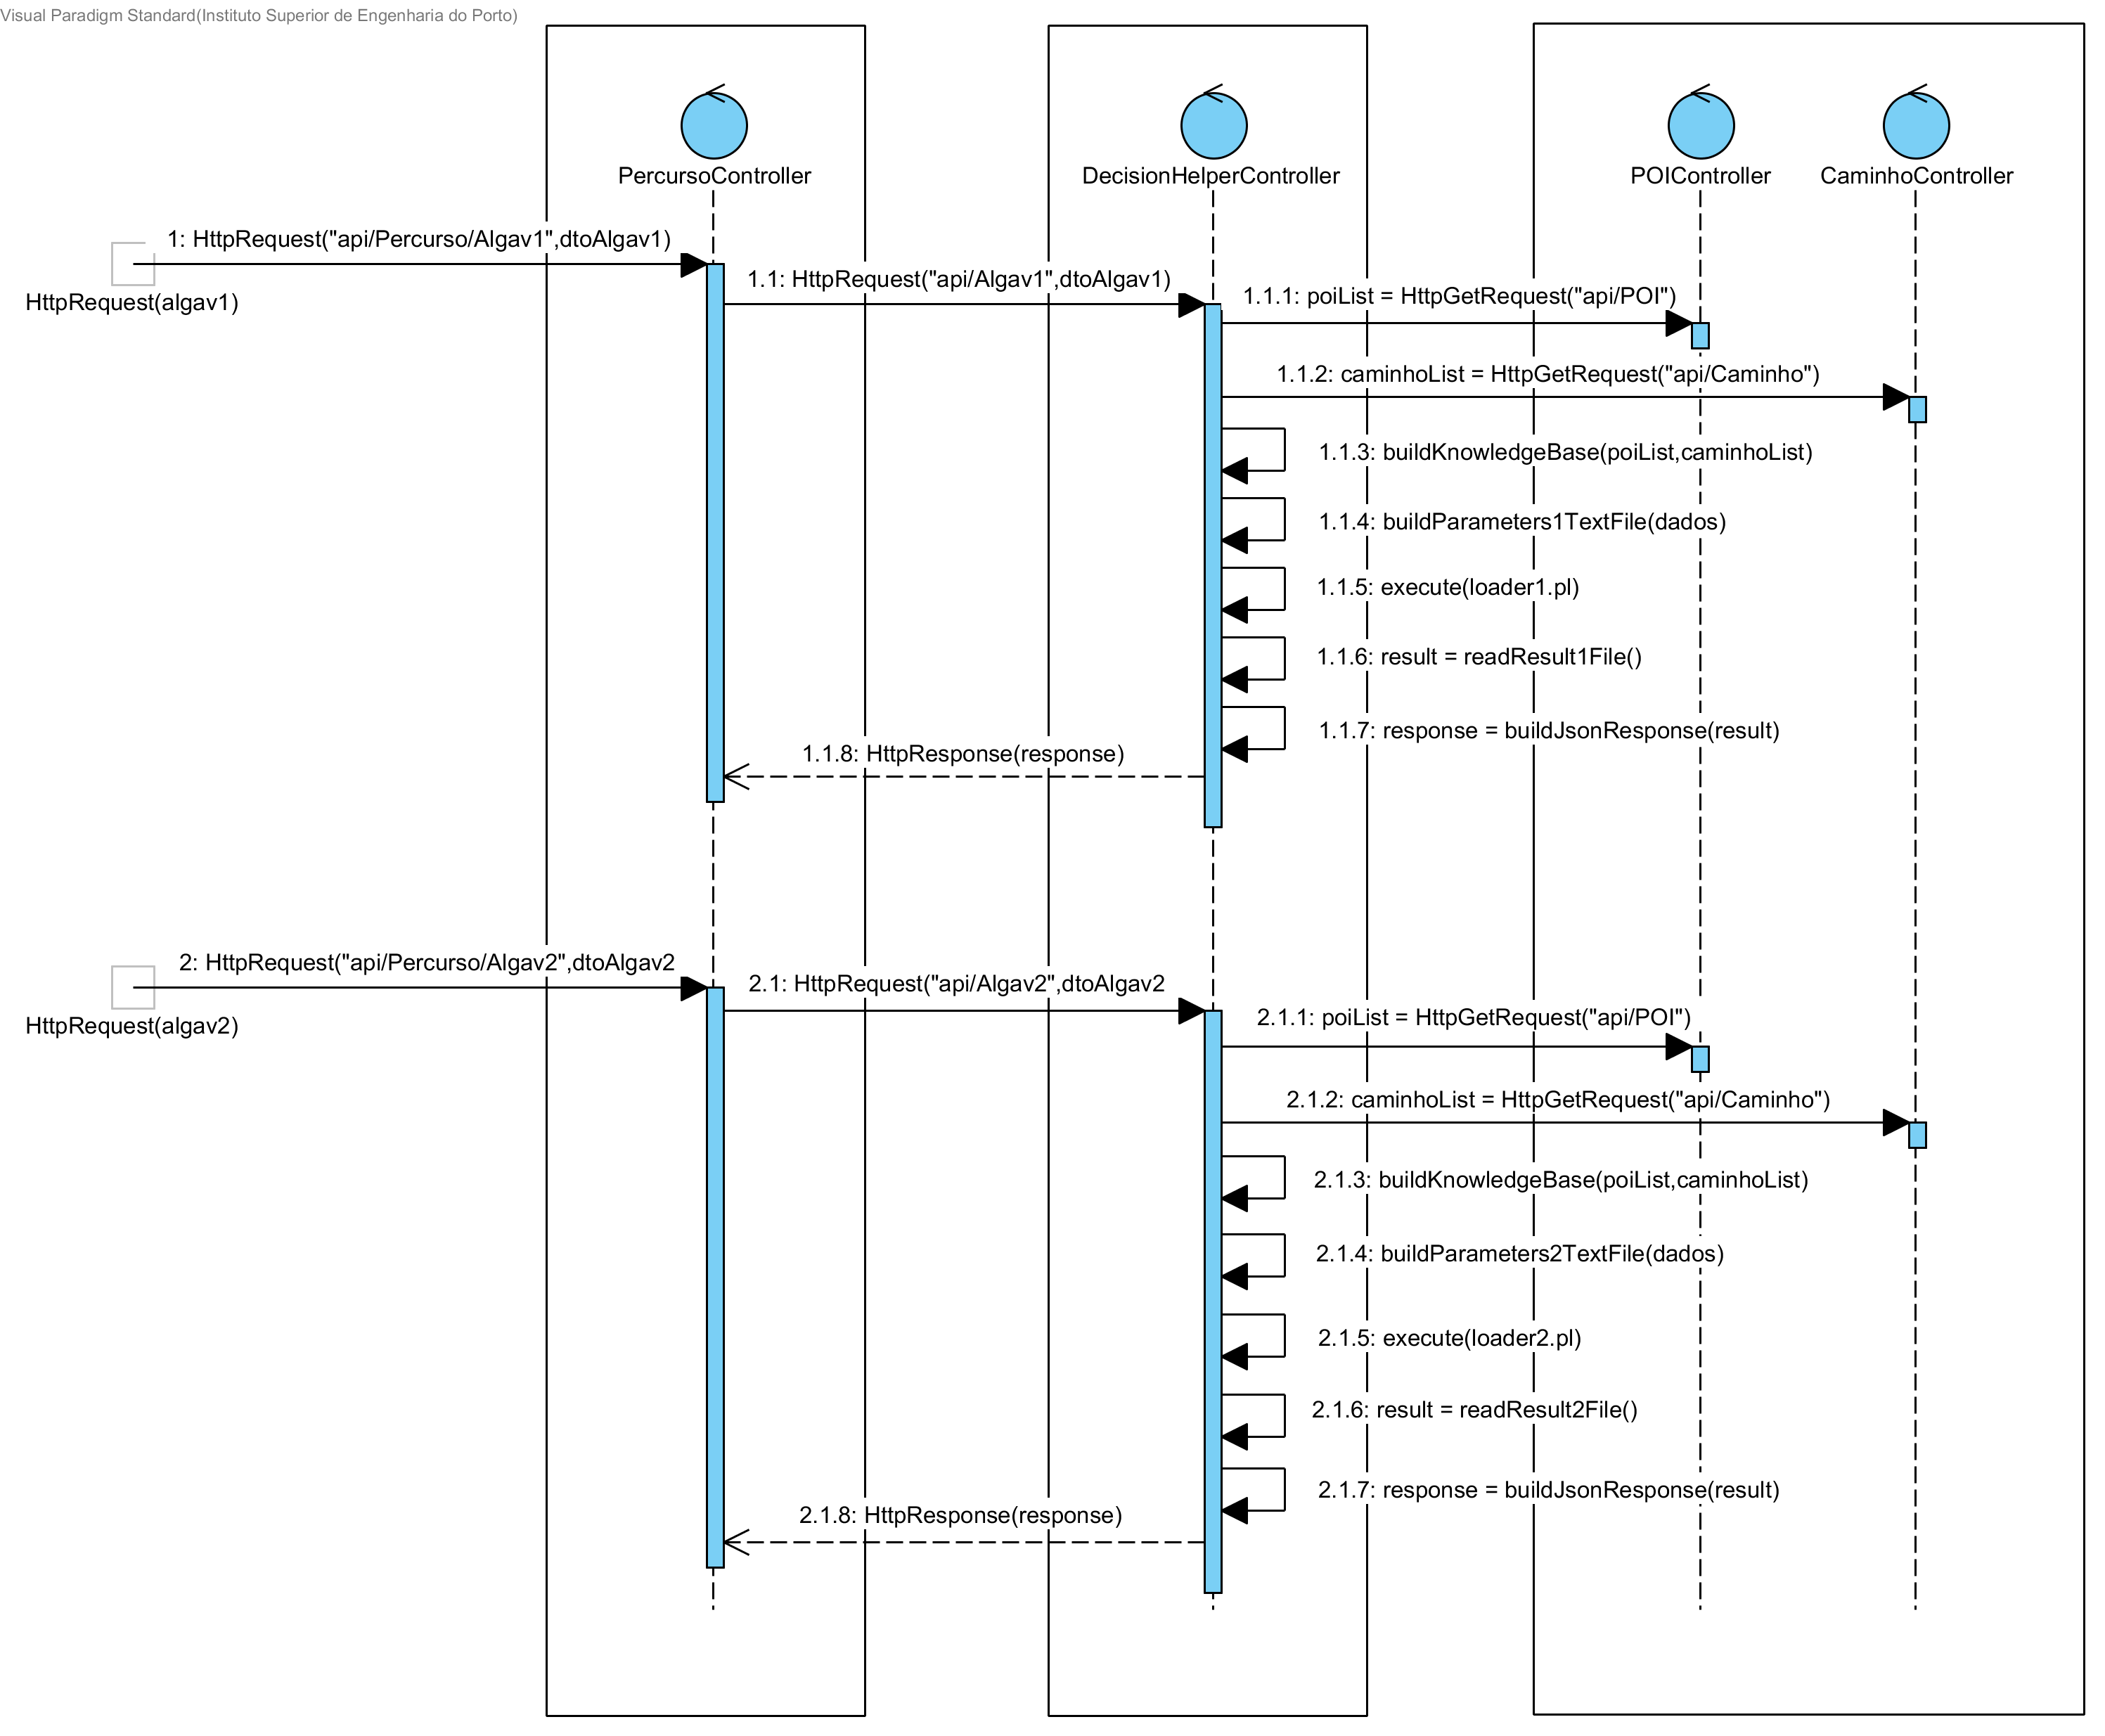 Visual Paradigm Standard(Instituto Superior de Engenharia do Porto)
PercursoController
DecisionHelperController
POIController
CaminhoController
1: HttpRequest("api/Percurso/Algav1",dtoAlgav1)
HttpRequest(algav1)
1.1: HttpRequest("api/Algav1",dtoAlgav1)
1.1.1: poiList = HttpGetRequest("api/POI")
1.1.2: caminhoList = HttpGetRequest("api/Caminho")
1.1.3: buildKnowledgeBase(poiList,caminhoList)
1.1.4: buildParameters1TextFile(dados)
1.1.5: execute(loader1.pl)
1.1.6: result = readResult1File()
1.1.7: response = buildJsonResponse(result)
1.1.8: HttpResponse(response)
2: HttpRequest("api/Percurso/Algav2",dtoAlgav2
HttpRequest(algav2)
2.1: HttpRequest("api/Algav2",dtoAlgav2
2.1.1: poiList = HttpGetRequest("api/POI")
2.1.2: caminhoList = HttpGetRequest("api/Caminho")
2.1.3: buildKnowledgeBase(poiList,caminhoList)
2.1.4: buildParameters2TextFile(dados)
2.1.5: execute(loader2.pl)
2.1.6: result = readResult2File()
2.1.7: response = buildJsonResponse(result)
2.1.8: HttpResponse(response)